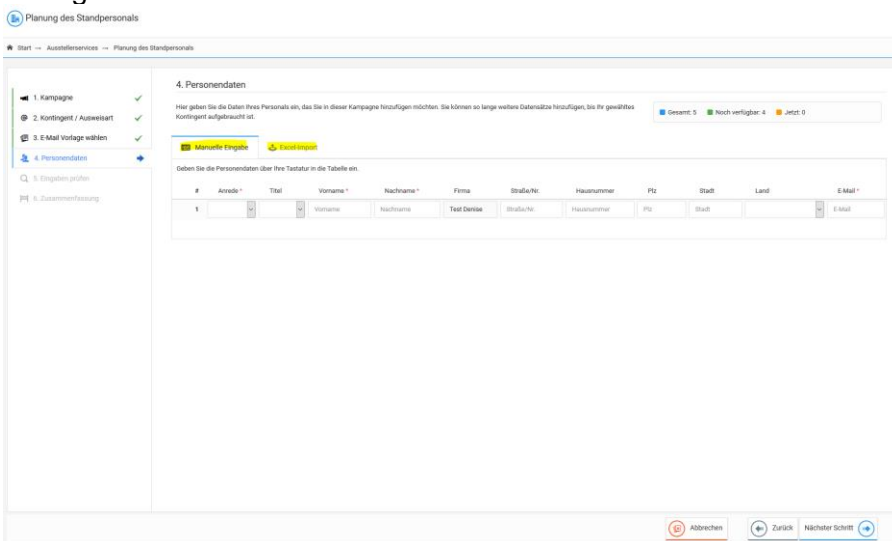 Planung des Standpersonals
Start → Ausstellerservices → Planung des Standpersonals
1. Kampagne
2. Kontingent / Ausweisart
3. E-Mail Vorlage wählen
4. Personendaten
5. Eingaben prüfen
6. Zusammenfassung
4. Personendaten
Hier geben Sie die Daten Ihres Personals ein, das Sie in dieser Kampagne hinzufügen möchten. Sie können so lange weitere Datensätze hinzufügen, bis Ihr gewähltes
Kontingent aufgebraucht ist.
Gesamt: 5 Noch verfügbar: 4 Jetzt: 0
Manuelle Eingabe Excel-Import
Geben Sie die Personendaten über Ihre Tastatur in die Tabelle ein.
# Anrede * Titel Vorname * Nachname * Firma Straße/Nr. Hausnummer Plz Stadt Land E-Mail *
1 Vorname Nachname Test Denise Straße/Nr. Hausnummer Plz Stadt E-Mail
Abbrechen Zurück Nächster Schritt